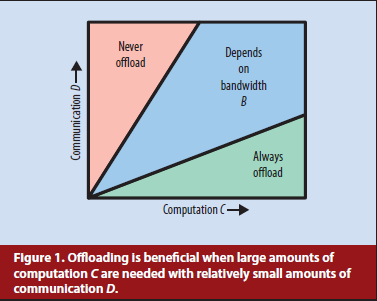 Never
offload
Depends
on
bandwidth
B
Always
offload
Communication D
Computation C
Figure 1. Offloading is beneficial when large amounts of
computation C are needed with relatively small amounts of
communication D.